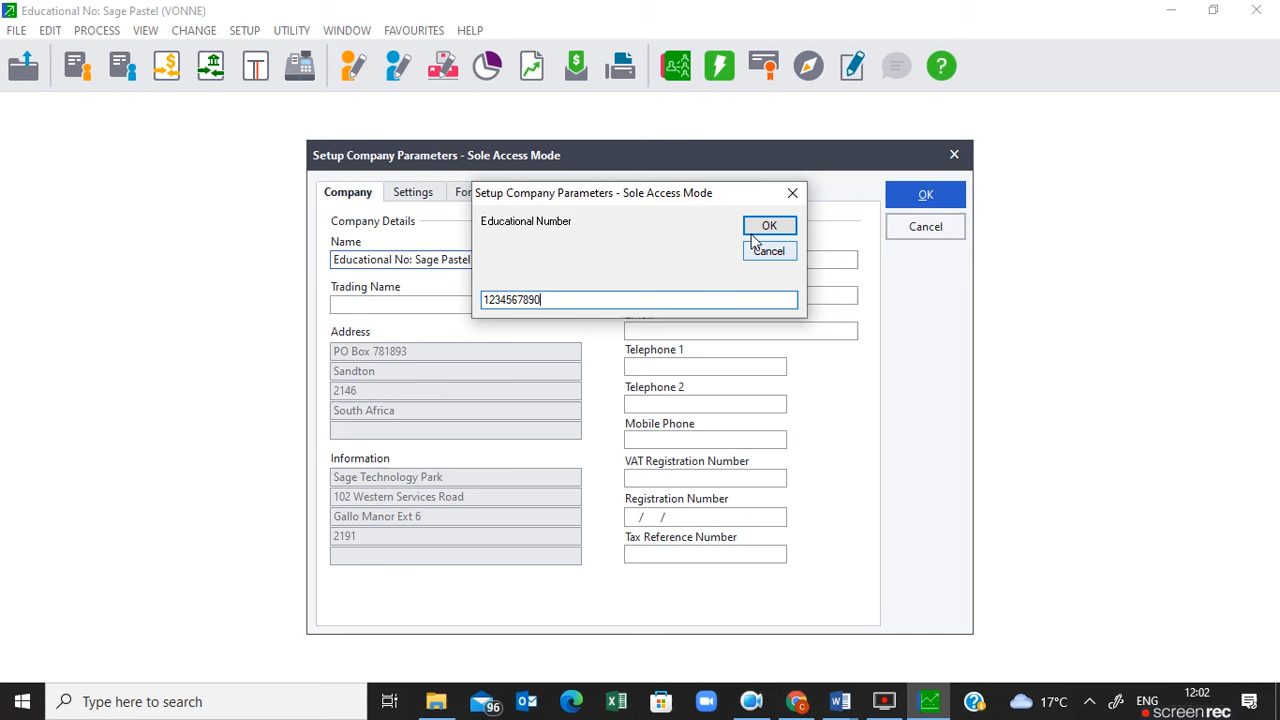 Educational No: Sage Pastel (VONNE)
FILE EDIT PROCESS VIEW CHANGE SETUP UTILITY WINDOW FAVOURITES HELP
Setup Company Parameters - Sole Access Mode
Company Settings For
OK
Cancel
Setup Company Parameters - Sole Access Mode
Educational Number
OK
Cancel
1234567890
Company Details
Name
Educational No: Sage Pastel
Trading Name
Address
PO Box 781893
Sandton
2146
South Africa
Information
Sage Technology Park
102 Western Services Road
Gallo Manor Ext 6
2191
Telephone 1
Telephone 2
Mobile Phone
VAT Registration Number
Registration Number
/ /
Tax Reference Number
Type here to search
96
17°C
ENG
12:02
screenrec